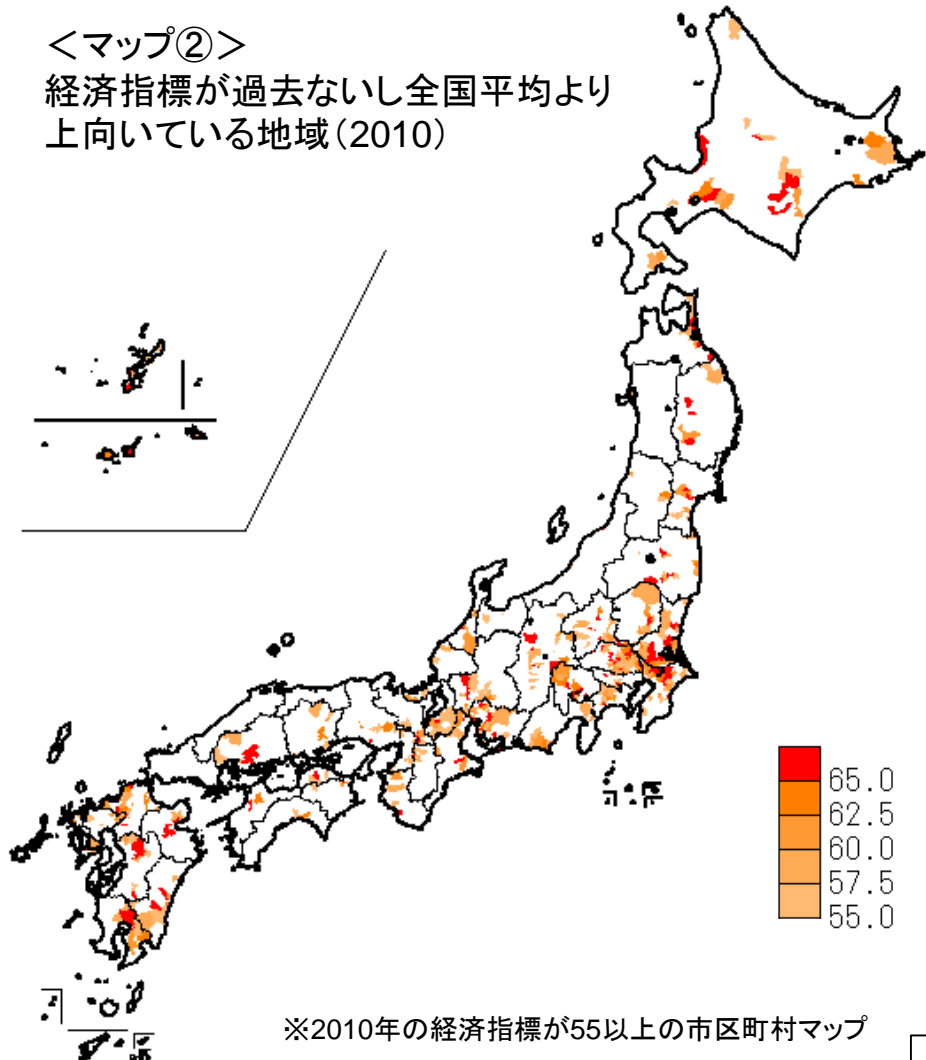 ＜マップ②＞
経済指標が過去ないし全国平均より
上向いている地域(2010)
65.0
62.5
60.0
57.5
55.0
※2010年の経済指標が55以上の市区町村マップ